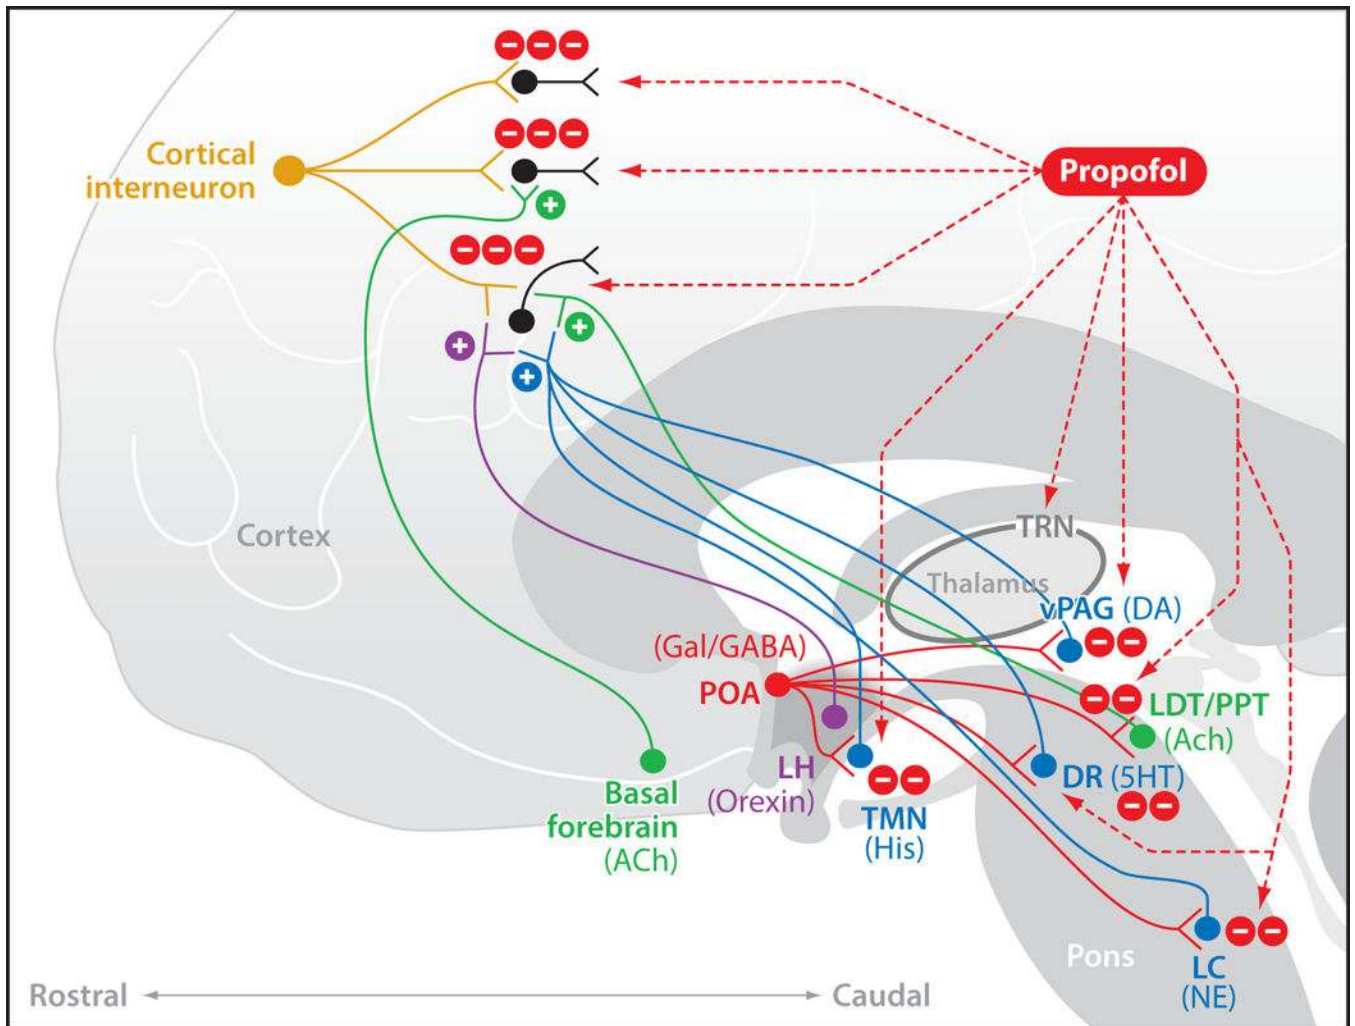 Cortical
interneuron
Propofol
Cortex
TRN
Thalamus
vPAG (DA)
(Gal/GABA)
POA
LDT/PPT
(Ach)
LH
(Orexin)
DR (5HT)
Basal
forebrain
(ACh)
TMN
(His)
Pons
LC
(NE)
Rostral
Caudal